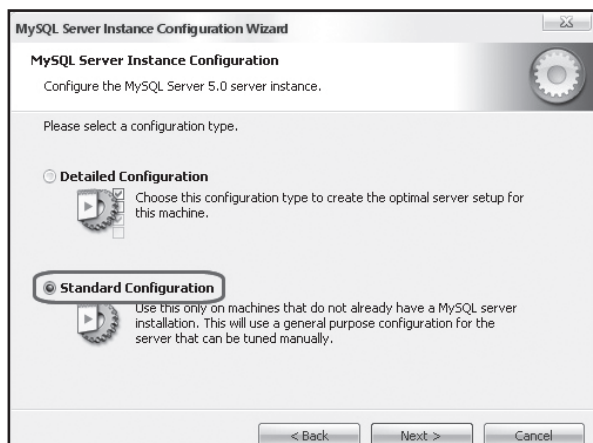 MySQL Server Instance Configuration Wizard
MySQL Server Instance Configuration
Configure the MySQL Server 5.0 server instance.
Please select a configuration type.
Detailed Configuration
Choose this configuration type to create the optimal server setup for
this machine.
Standard Configuration
Use this only on machines that do not already have a MySQL server
installation. This will use a general purpose configuration for the
server that can be tuned manually.
< Back Next > Cancel